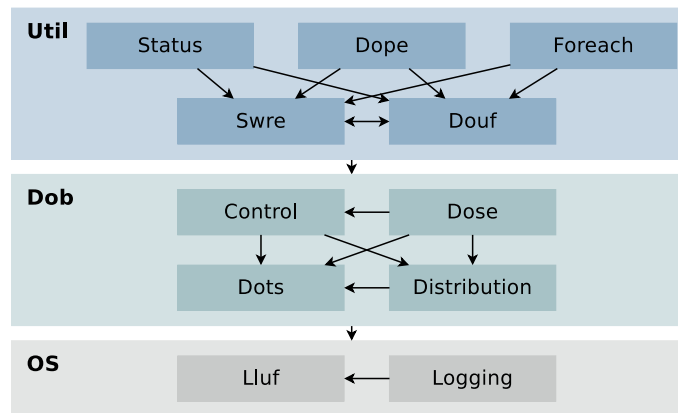 Util
Status
Dope
Foreach
Swre
Douf
Dob
Control
Dose
Dots
Distribution
OS
Lluf
Logging